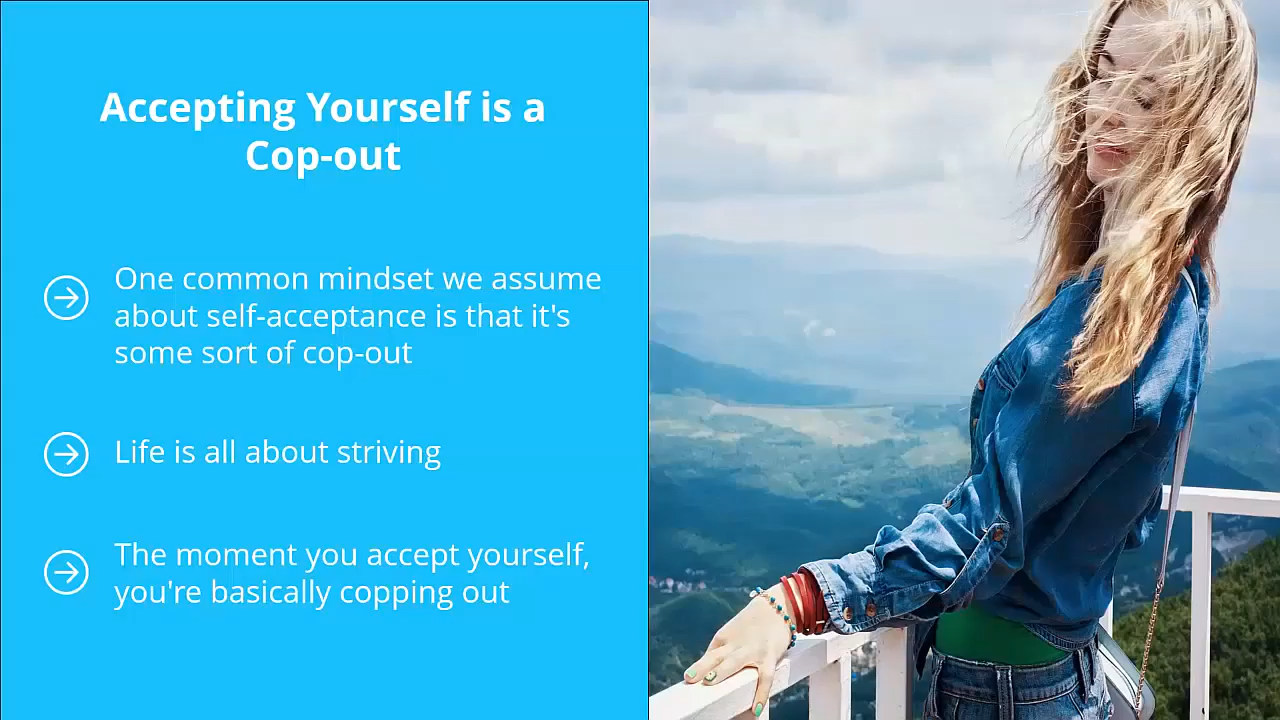 Accepting Yourself is a
Cop-out
One common mindset we assume
about self-acceptance is that it's
some sort of cop-out
Life is all about striving
The moment you accept yourself,
you're basically copping out